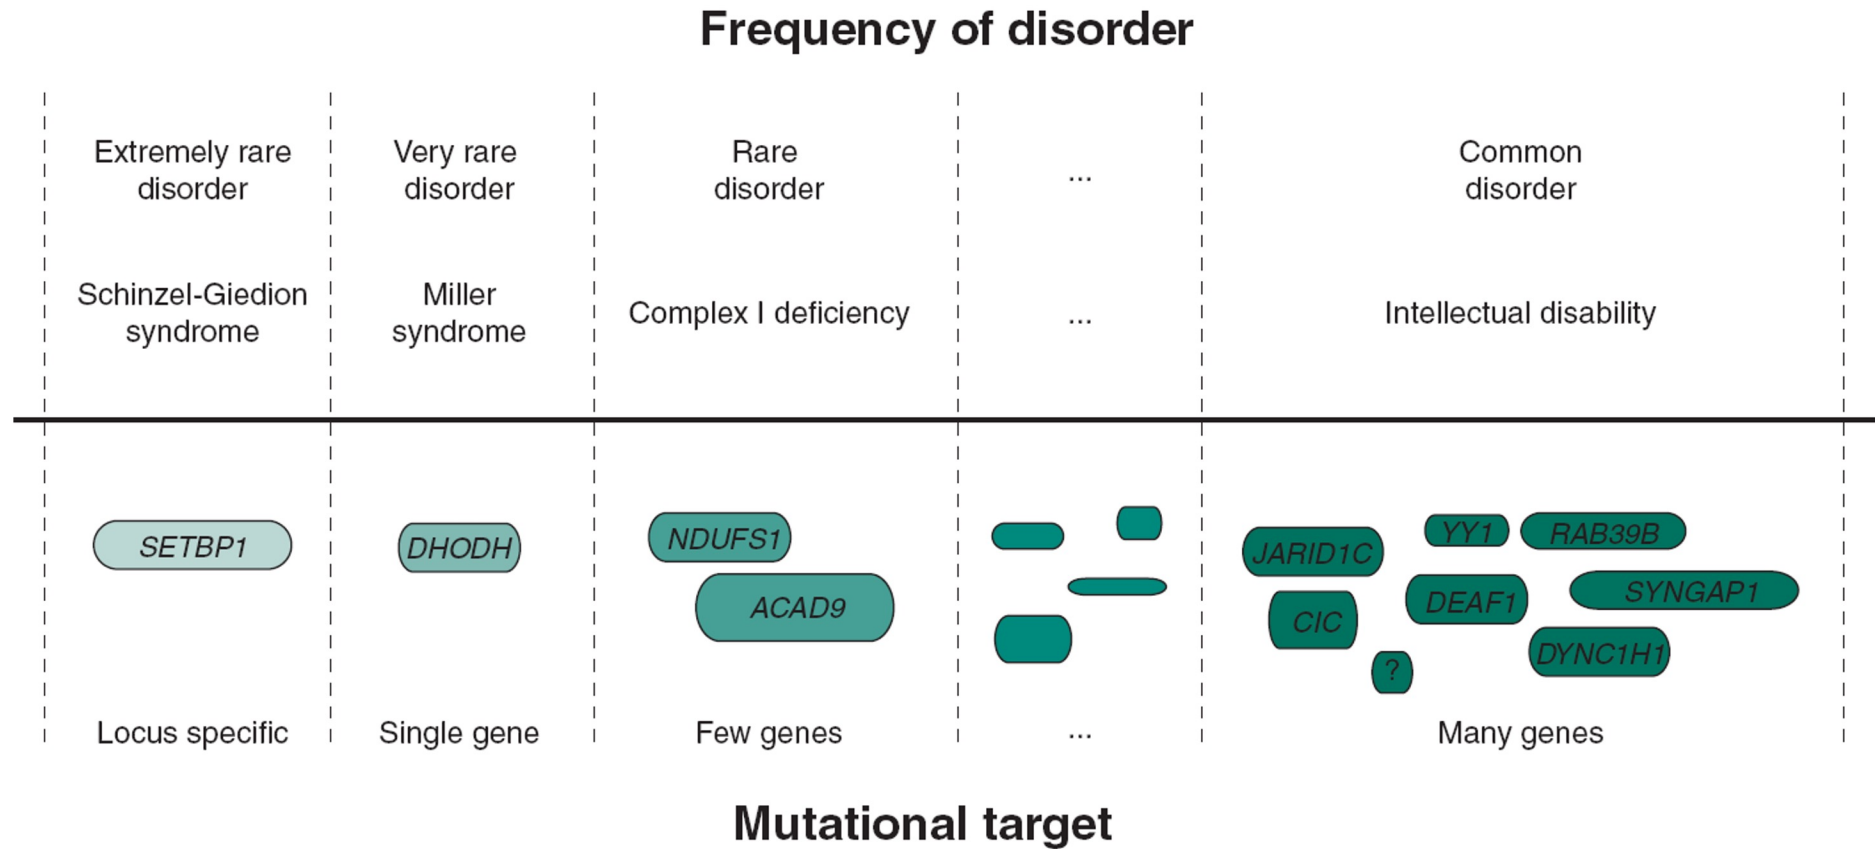 Frequency of disorder
Extremely rare
disorder
Very rare
disorder
Rare
disorder
...
Common
disorder
Schinzel-Giedion
syndrome
Miller
syndrome
Complex I deficiency
...
Intellectual disability
SETBP1
DHODH
NDUFS1
ACAD9
JARID1C
YY1
RAB39B
CIC
DEAF1
SYNGAP1
?
DYNC1H1
Locus specific
Single gene
Few genes
...
Many genes
Mutational target